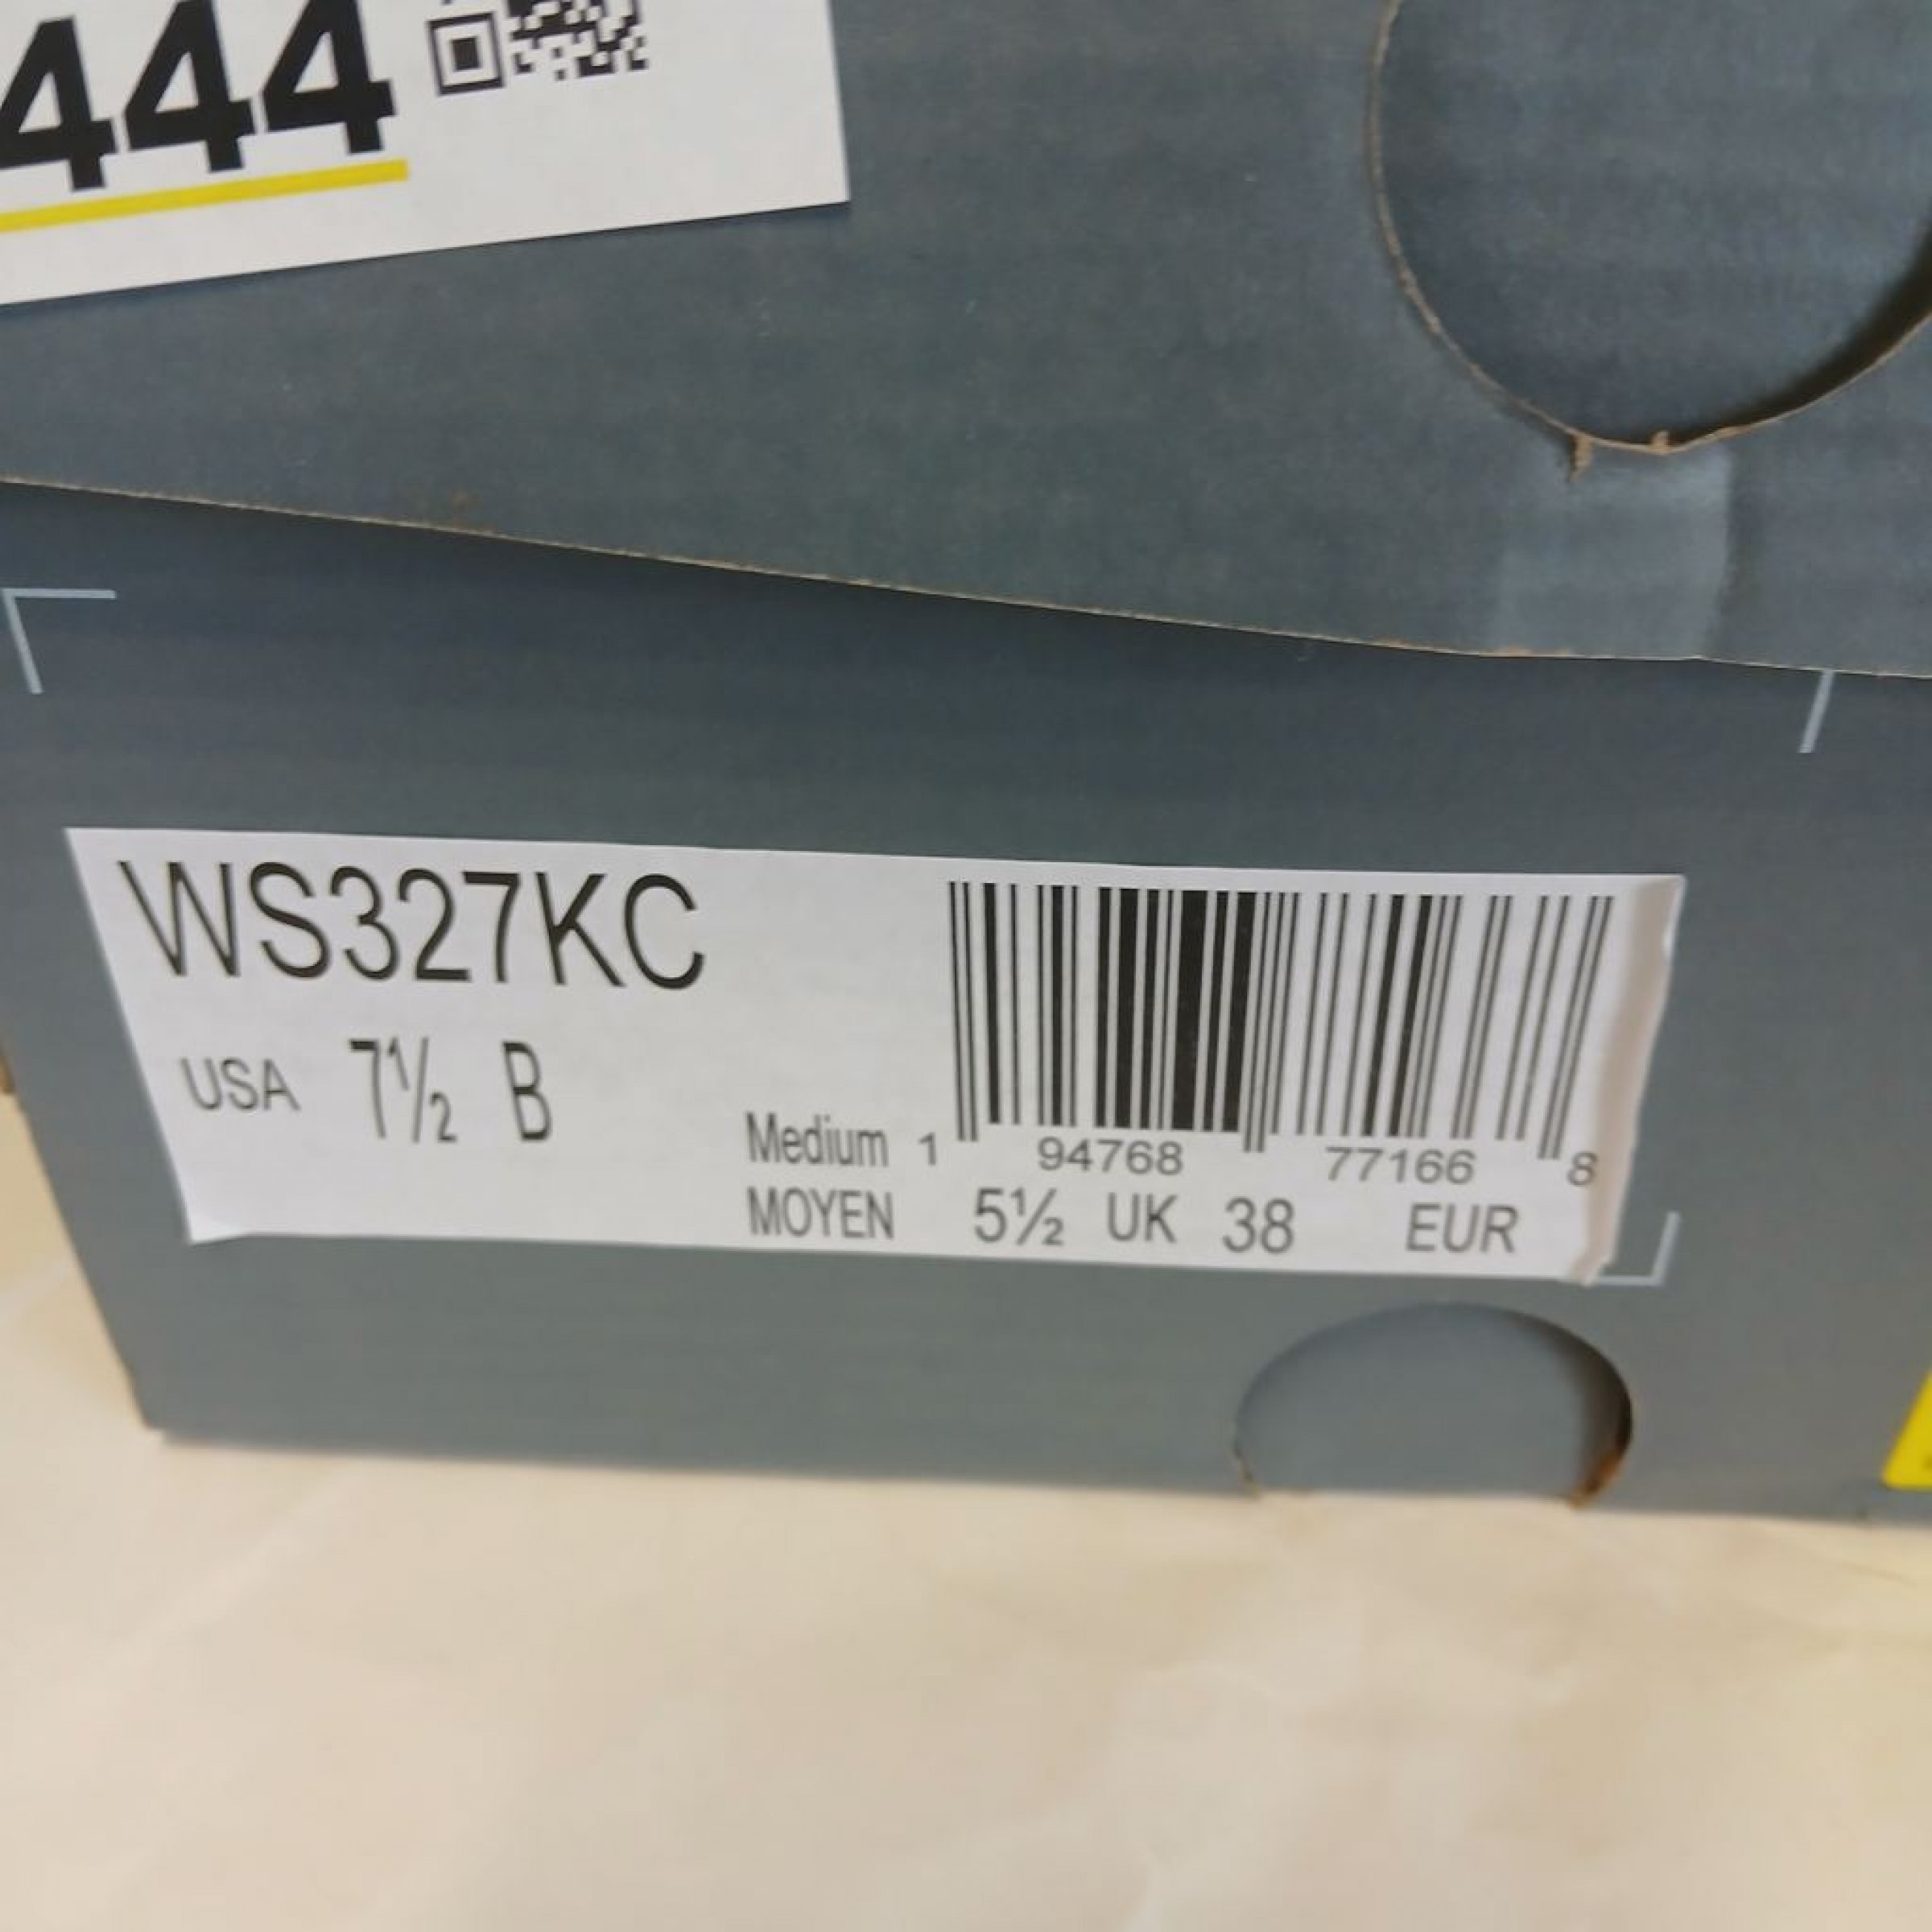 444
WS327KC
USA 7½ B
Medium 1 94768 77166 8
MOYEN 5½ UK 38 EUR